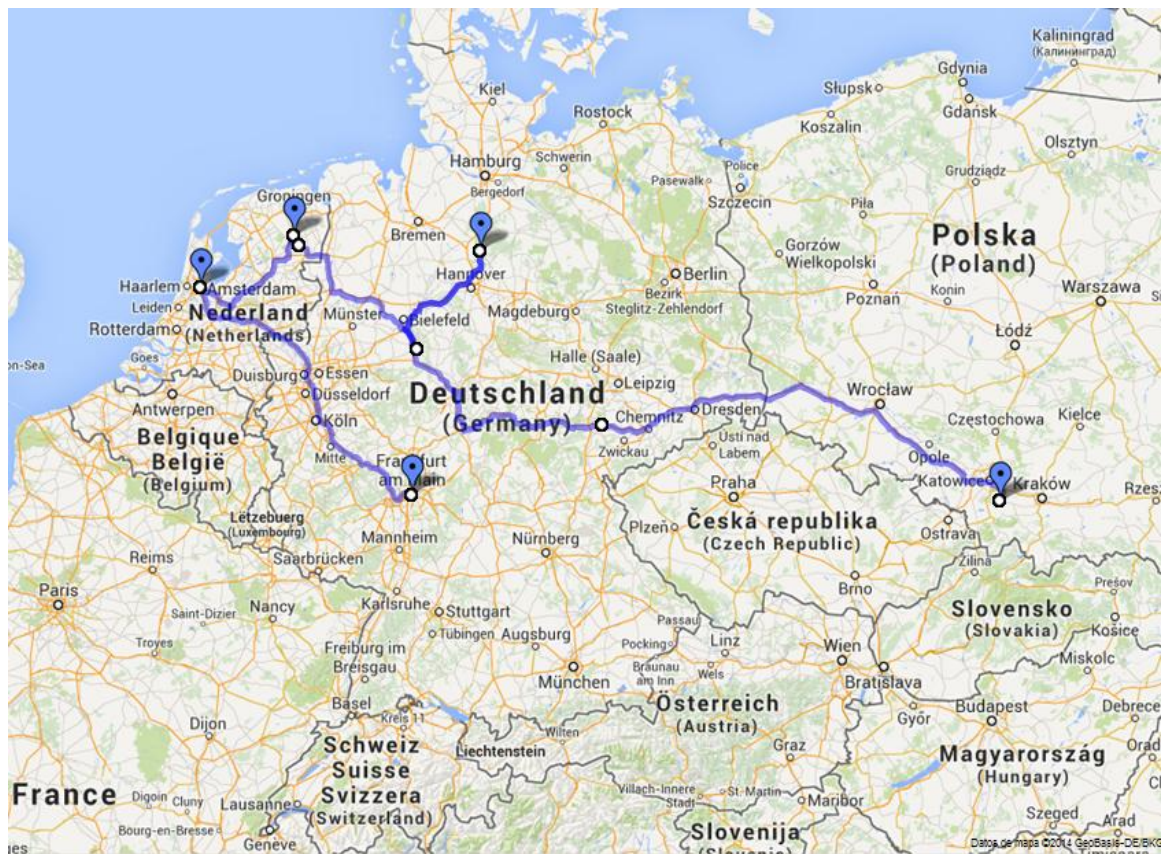 Kaliningrad
(Калининград)
Gdynia
Kiel
Słupsk
Gdańsk
Rostock
Koszalin
Olsztyn
Hamburg
Schwerin
Police
Grudziądz
Bergedorf
Pasewalk
Szczecin
Groningen
Piła
Bremen
Polska
(Poland)
Gorzów
Wielkopolski
Haarlem
Amsterdam
Hannover
Berlin
Poznań
Konin
Warszawa
Leiden
Nederland
(Netherlands)
Bezirk
Steglitz-Zehlendorf
Rotterdam
Münster
Bielefeld
Magdeburg
Łódź
Goes
on-Sea
Halle (Saale)
Duisburg
Essen
Leipzig
Düsseldorf
Deutschland
(Germany)
Wrocław
Antwerpen
Chemnitz
Dresden
Częstochowa
Kielce
Köln
België
Belgique
(Belgium)
Mitte
Zwickau
Ústí nad
Labem
Opole
Frankfurt
am Main
Katowice
Kraków
Rzesz
Praha
Lëtzebuerg
(Luxembourg)
Plzeň
Česká republika
(Czech Republic)
Ostrava
Mannheim
Nürnberg
Saarbrücken
Reims
Žilina
Prešov
Paris
Karlsruhe
Brno
Saint-Dizier
Nancy
Stuttgart
Slovensko
(Slovakia)
Košice
Tübingen
Augsburg
Passau
Troyes
Freiburg im
Breisgau
Pocking
Linz
Wien
Miskolc
München
Braunau
am Inn
Wels
Bratislava
Basel
Kreis 11
Österreich
(Austria)
Győr
Budapest
Debrece
Dijon
Schweiz
Suisse
Svizzera
(Switzerland)
Liechtenstein
Wilten
Graz
Magyarország
(Hungary)
Orad
France
Digoin
Cluny
Lausanne
Villach-Innere
Stadt
St-Martin
Maribor
Szeged
Arad
Bourg-en-Bresse
Geneve
Slovenija
Datos de mapa ©2014 GeoBasis-DE/BKG